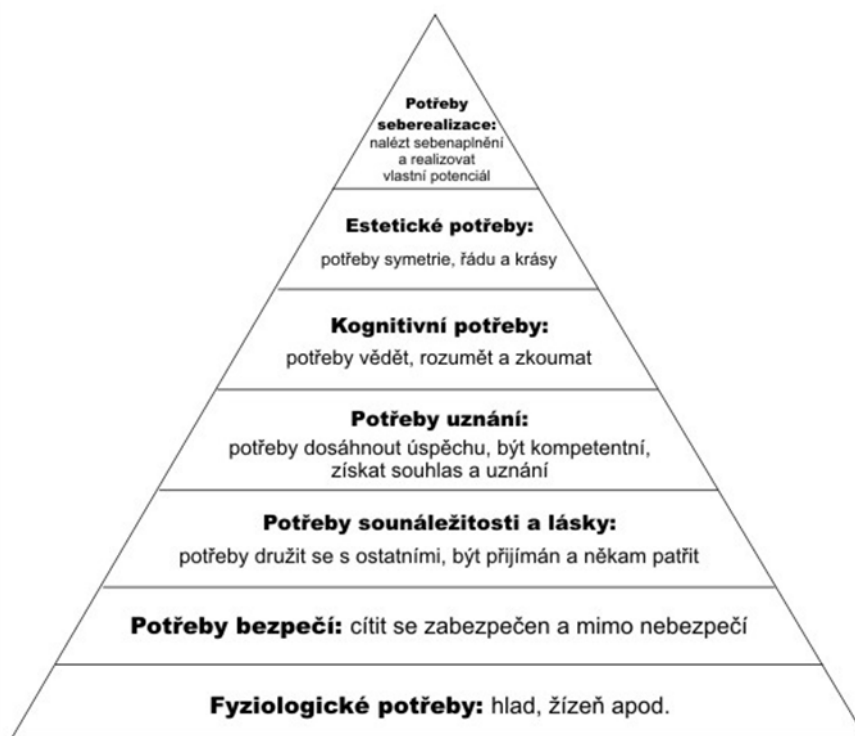 Potřeby
seberealizace:
nalézt sebenaplnění
a realizovat
vlastní potenciál
Estetické potřeby:
potřeby symetrie, řádu a krásy
Kognitivní potřeby:
potřeby vědět, rozumět a zkoumat
Potřeby uznání:
potřeby dosáhnout úspěchu, být kompetentní,
získat souhlas a uznání
Potřeby sounáležitosti a lásky:
potřeby družit se s ostatními, být přijímán a někam patřit
Potřeby bezpečí: cítit se zabezpečen a mimo nebezpečí
Fyziologické potřeby: hlad, žízeň apod.